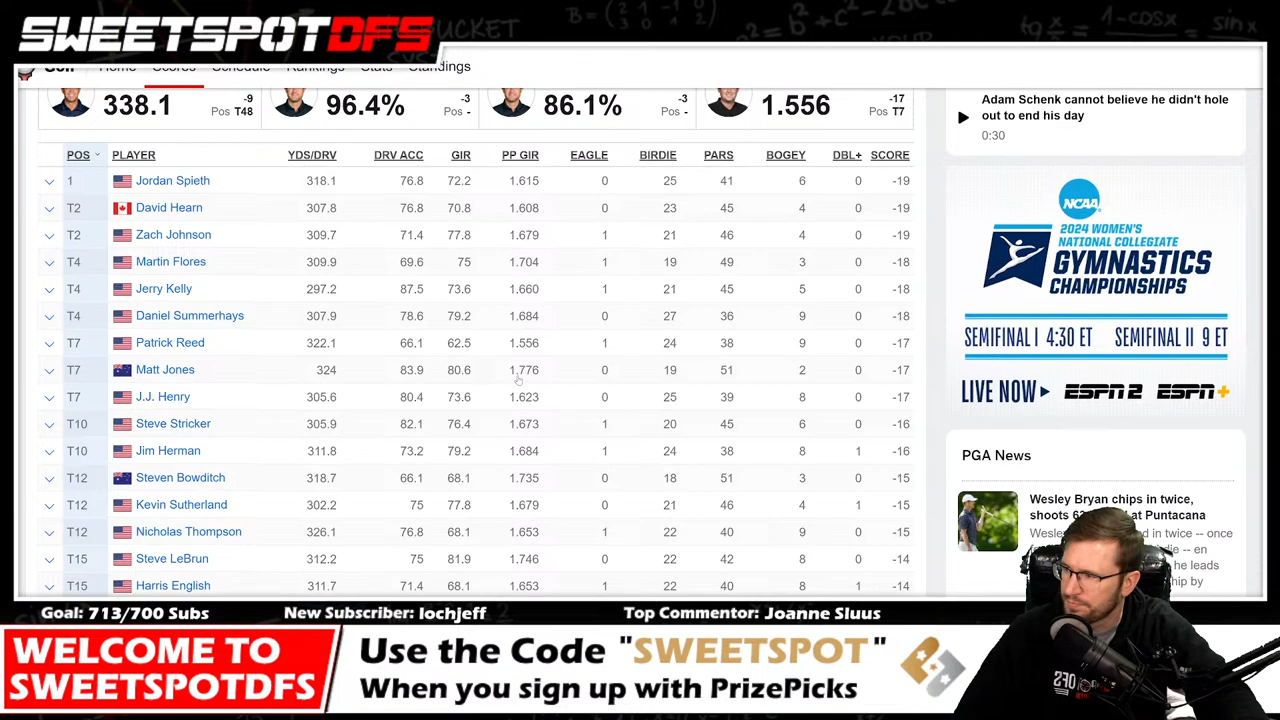 SWEETSPOTDFS
Golf Home Scores Schedule Rankings Stats Standings
338.1 -9 Pos T48 96.4% -3 Pos - 86.1% -3 Pos - 1.556 -17 Pos T7
POS PLAYER YDS/DRV DRV ACC GIR PP GIR EAGLE BIRDIE PARS BOGEY DBL+ SCORE
1 Jordan Spieth 318.1 76.8 72.2 1.615 0 25 41 6 0 -19
T2 David Hearn 307.8 76.8 70.8 1.608 0 23 45 4 0 -19
T2 Zach Johnson 309.7 71.4 77.8 1.679 1 21 46 4 0 -19
T4 Martin Flores 309.9 69.6 75 1.704 1 19 49 3 0 -18
T4 Jerry Kelly 297.2 87.5 73.6 1.660 1 21 45 5 0 -18
T4 Daniel Summerhays 307.9 78.6 79.2 1.684 0 27 36 9 0 -18
T7 Patrick Reed 322.1 66.1 62.5 1.556 1 24 38 9 0 -17
T7 Matt Jones 324 83.9 80.6 1.776 0 19 51 2 0 -17
T7 J.J. Henry 305.6 80.4 73.6 1.623 0 25 39 8 0 -17
T10 Steve Stricker 305.9 82.1 76.4 1.673 1 20 45 6 0 -16
T10 Jim Herman 311.8 73.2 79.2 1.684 1 24 38 8 1 -16
T12 Steven Bowditch 318.7 66.1 68.1 1.735 0 18 51 3 0 -15
T12 Kevin Sutherland 302.2 75 77.8 1.679 0 21 46 4 1 -15
T12 Nicholas Thompson 326.1 76.8 68.1 1.653 1 22 40 9 0 -15
T15 Steve LeBrun 312.2 75 81.9 1.746 0 22 42 8 0 -14
T15 Harris English 311.7 71.4 68.1 1.653 1 22 40 8 1 -14
Adam Schenk cannot believe he didn't hole
out to end his day
0:30
NCAA
2024 WOMEN'S
NATIONAL COLLEGIATE
GYMNASTICS
CHAMPIONSHIPS
SEMIFINAL I 4:30 ET SEMIFINAL II 9 ET
LIVE NOW ESPN2 ESPN+
PGA News
Wesley Bryan chips in twice,
shoots at Puntacana
Goal: 713/700 Subs New Subscriber: lochjeff Top Commentor: Joanne Sluus
WELCOME TO
SWEETSPOTDFS
Use the Code "SWEETSPOT"
When you sign up with PrizePicks